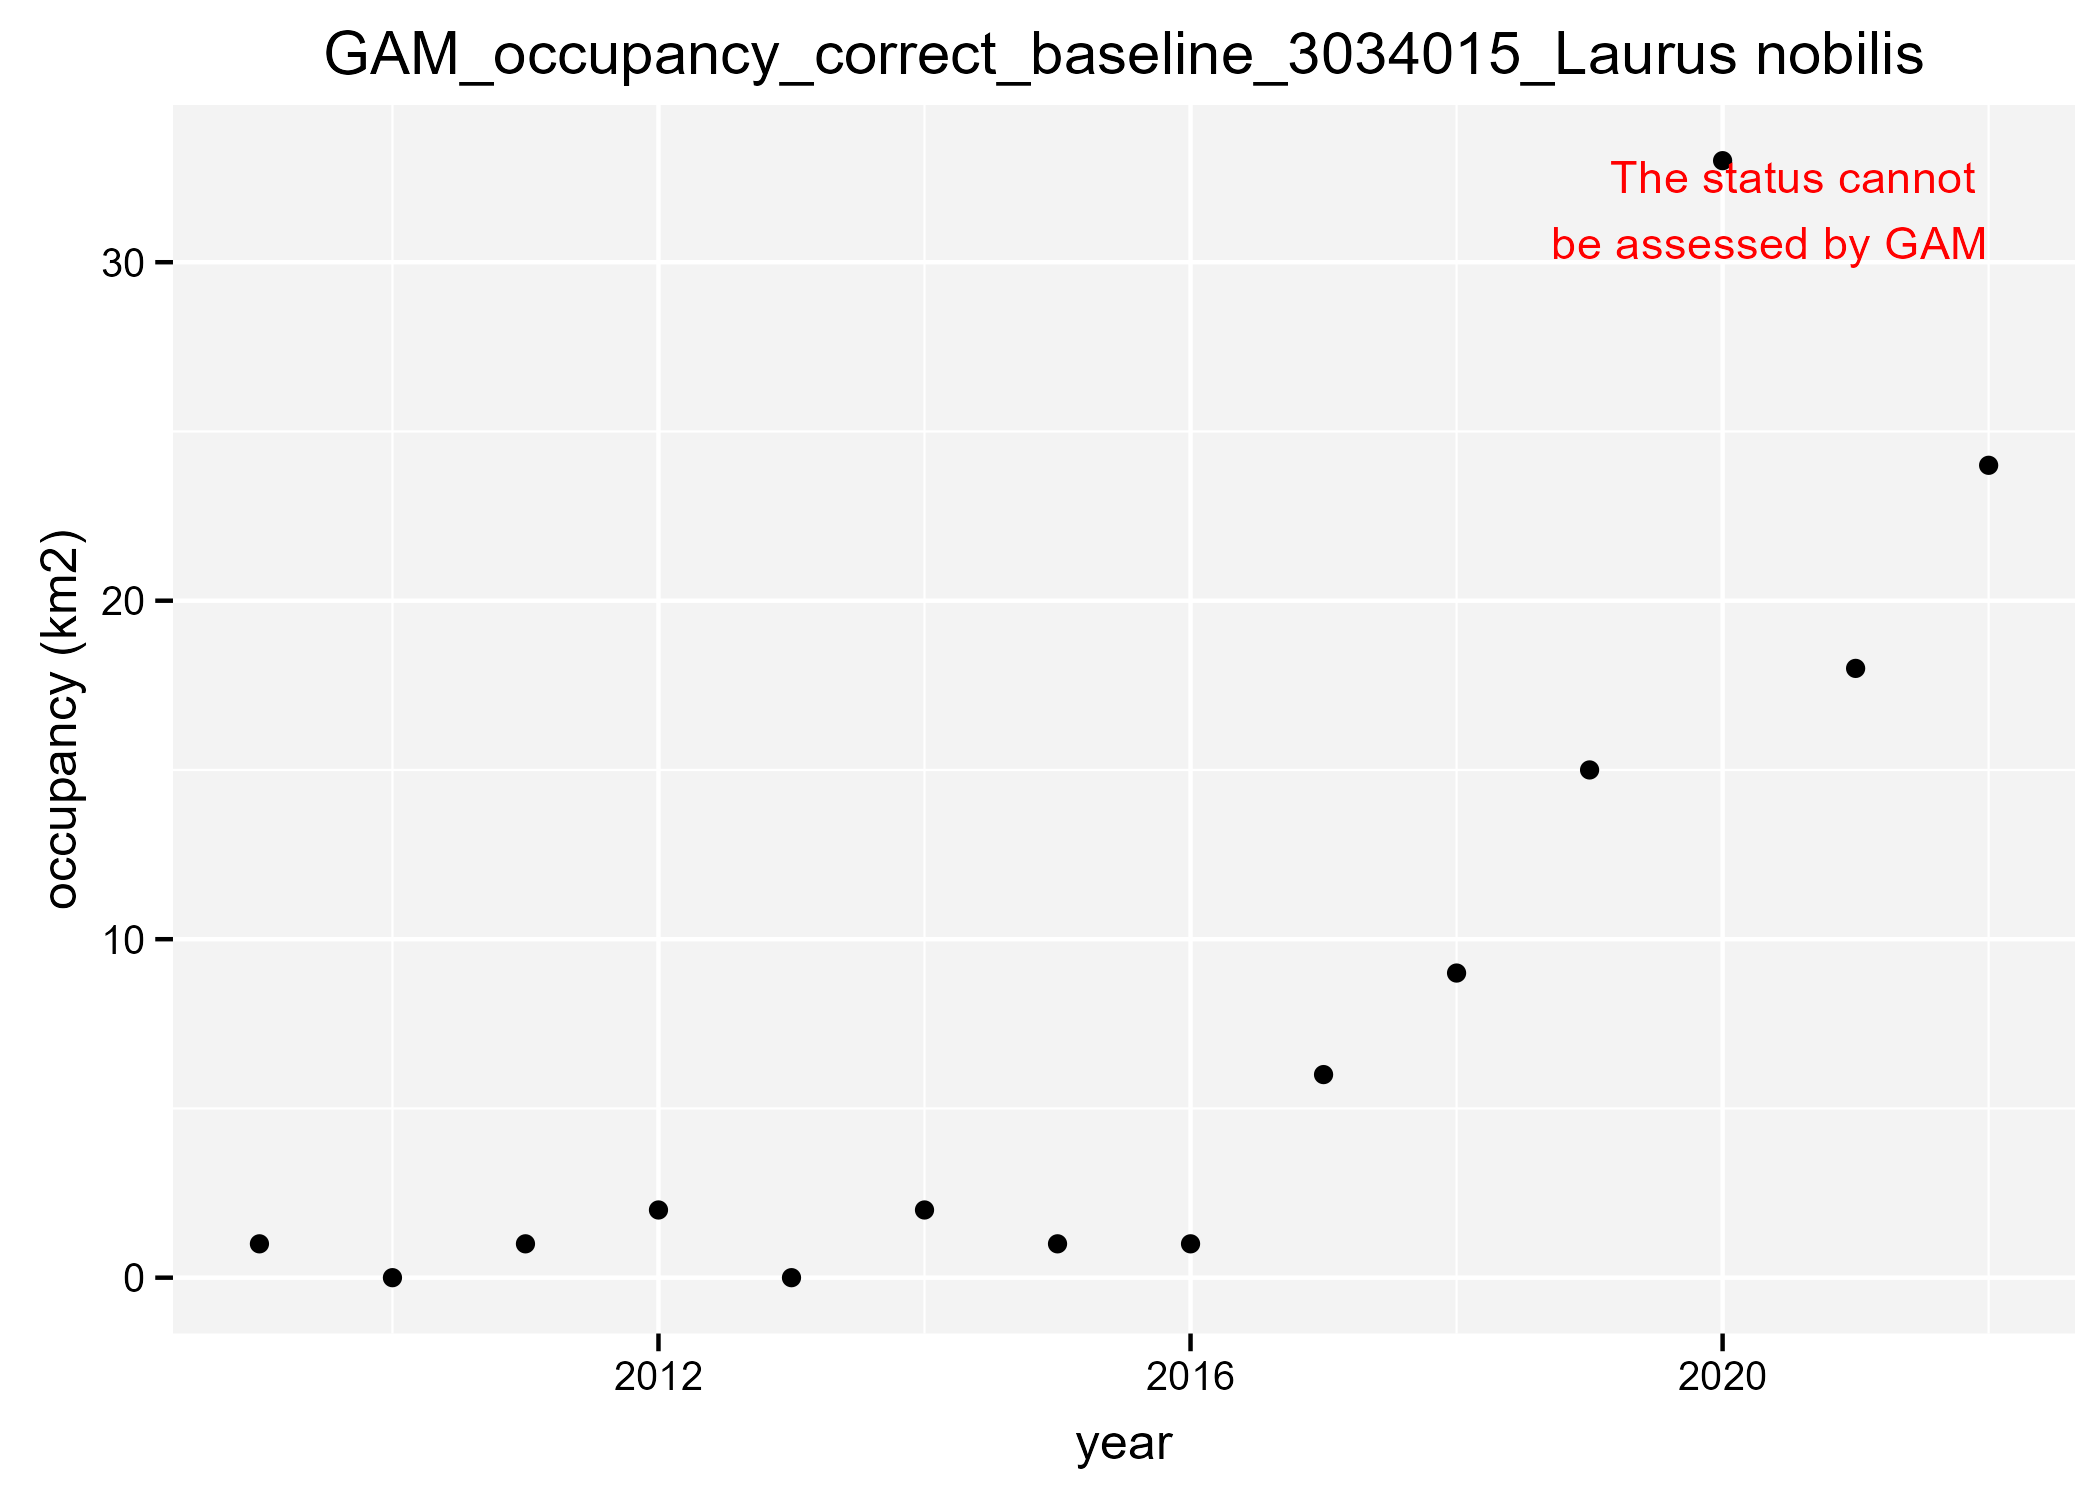 GAM_occupancy_correct_baseline_3034015_Laurus nobilis
The status cannot
be assessed by GAM
occupancy (km2)
30
20
10
0
2012 2016 2020
year